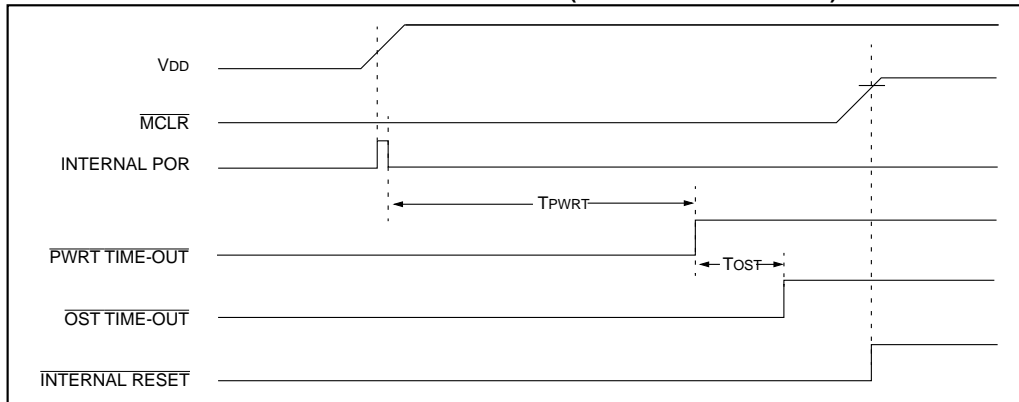 VDD
MCLR
INTERNAL POR
TPWRT
PWRT TIME-OUT
TOST
OST TIME-OUT
INTERNAL RESET